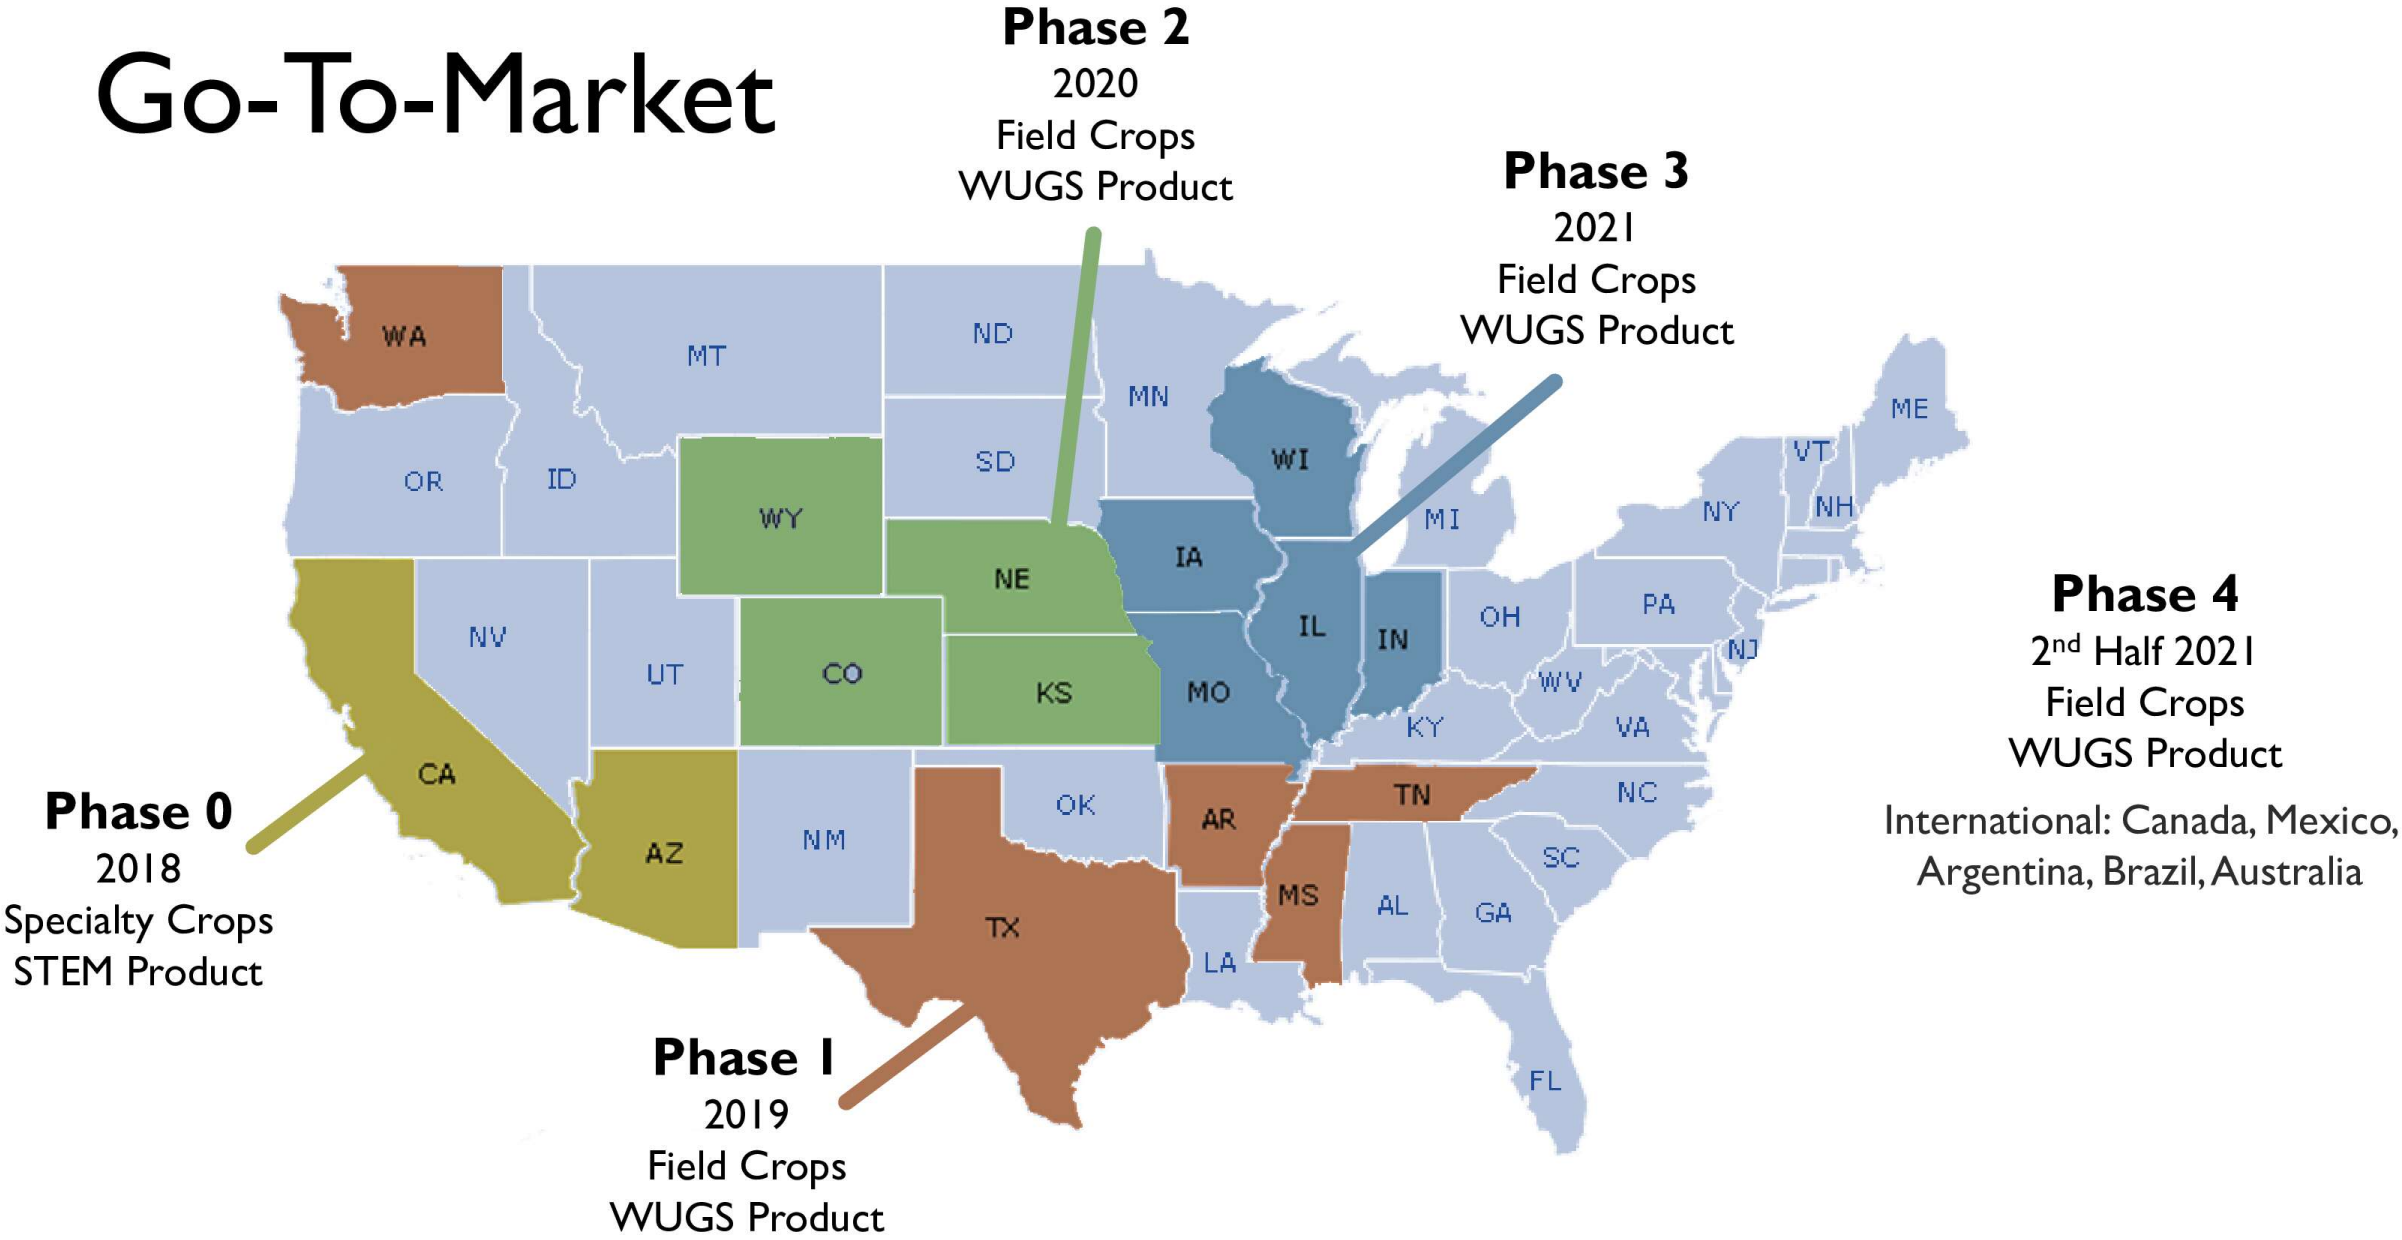 Go-To-Market
Phase 2
2020
Field Crops
WUGS Product
Phase 3
2021
Field Crops
WUGS Product
Phase 4
2nd Half 2021
Field Crops
WUGS Product
International: Canada, Mexico,
Argentina, Brazil, Australia
Phase 0
2018
Specialty Crops
STEM Product
Phase 1
2019
Field Crops
WUGS Product
WA
MT
ND
MN
OR
ID
WY
SD
WI
MI
NY
VT
NH
ME
NV
UT
CO
NE
KS
IA
MO
IL
IN
OH
PA
NJ
WV
KY
VA
CA
AZ
NM
OK
TX
AR
TN
NC
SC
MS
AL
GA
LA
FL